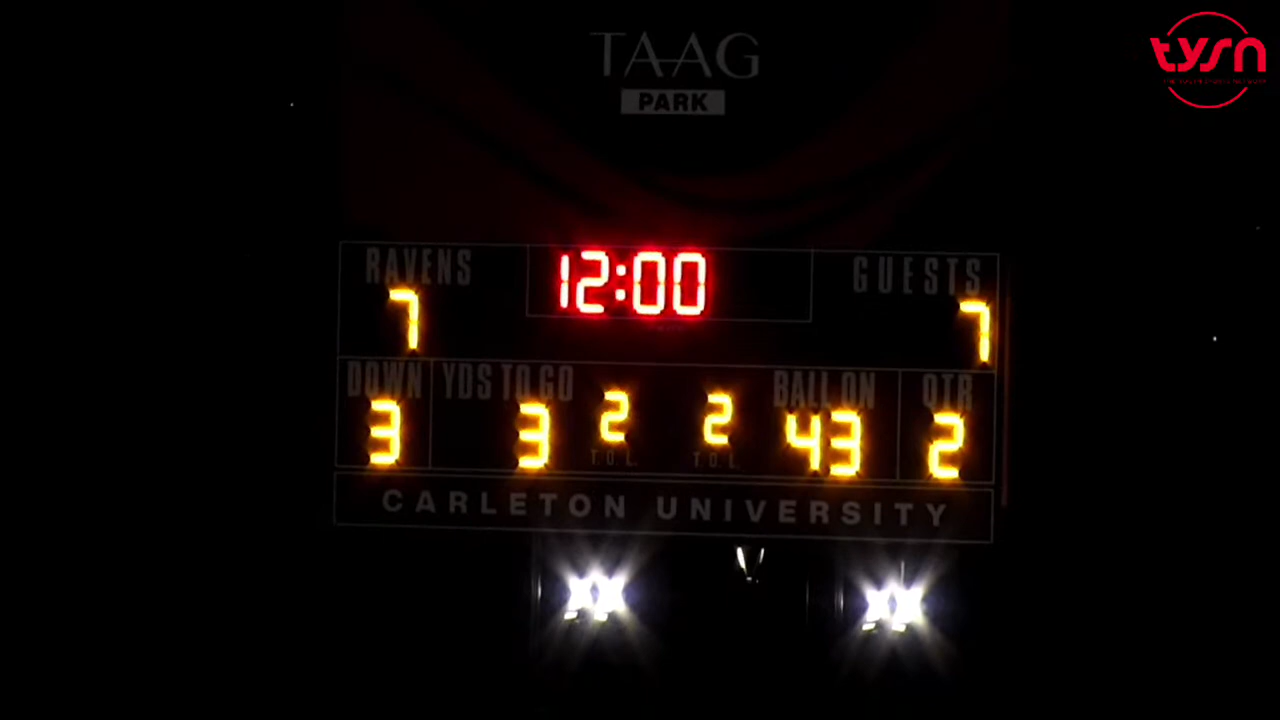 TAAG
PARK
tysn
RAVENS 12:00 GUESTS
7 7
DOWN YDS TO GO BALL ON QTR
3 3 2 2 43 2
T.O.L. T.O.L.
CARLETON UNIVERSITY